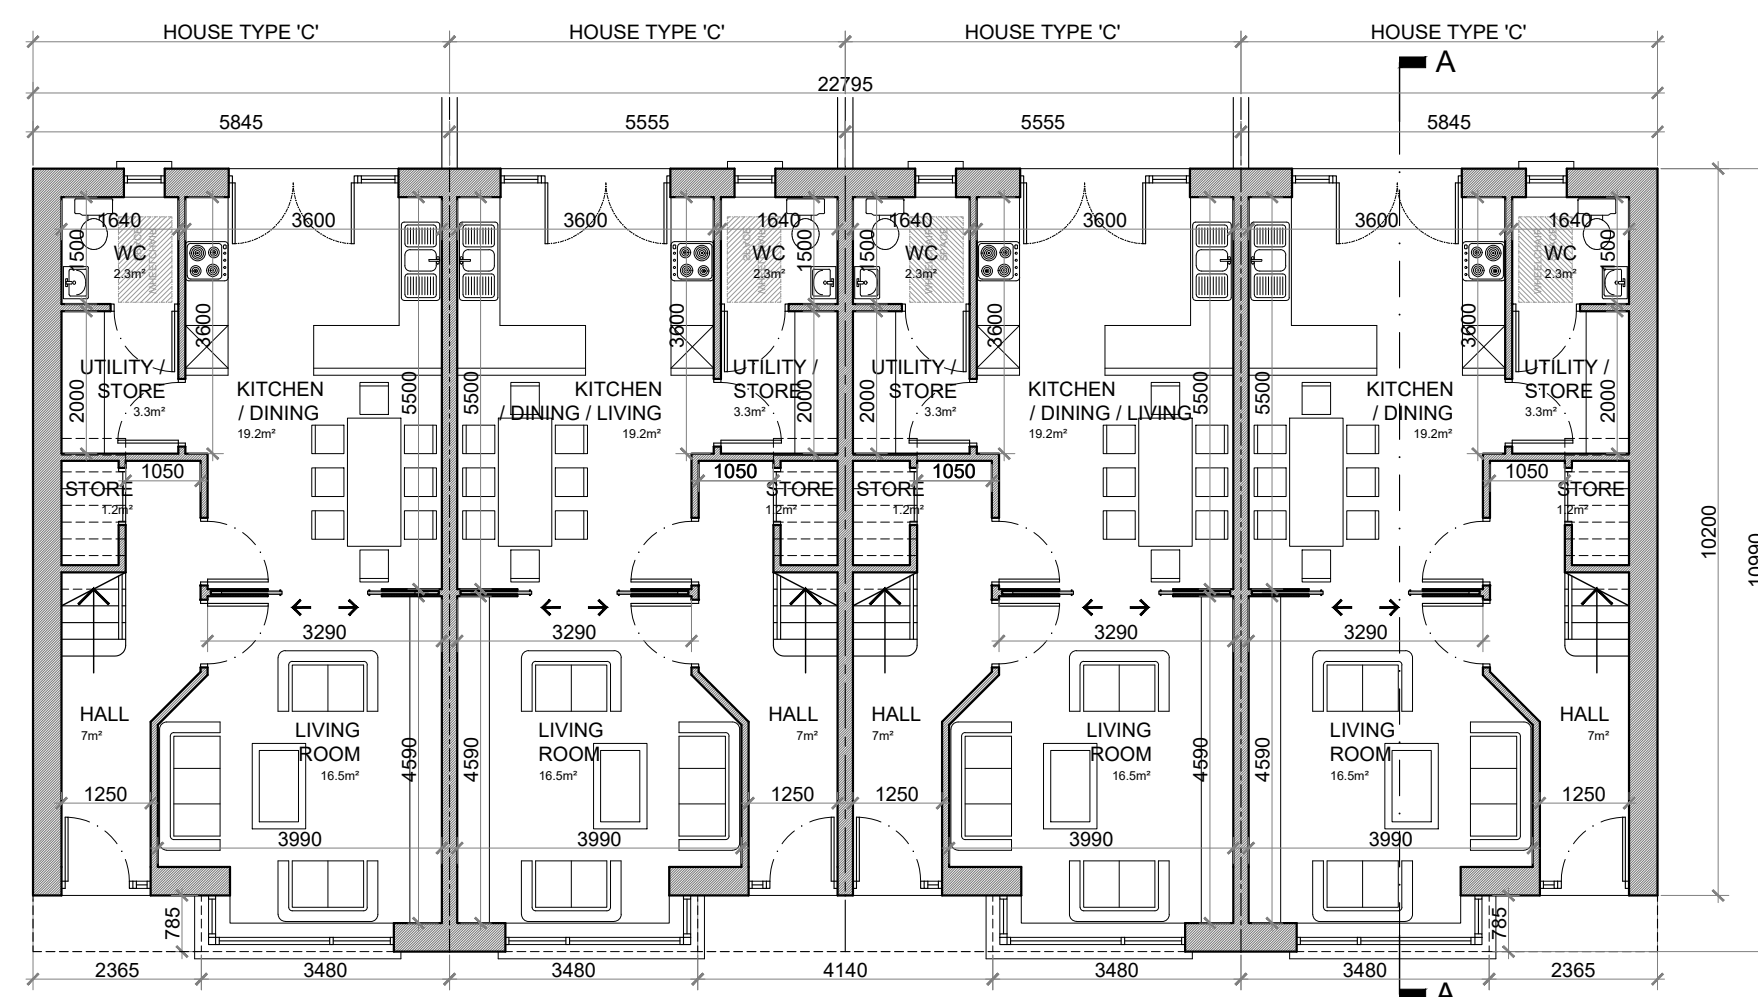 HOUSE TYPE 'C' HOUSE TYPE 'C' HOUSE TYPE 'C' HOUSE TYPE 'C'
A
22795
5845 5555 5555 5845
1640 3600 3600 1640 1640 3600 3600 1640
1500 1500 1500 1500
WC WC WC WC
2.3m² 2.3m² 2.3m² 2.3m²
3600 3600 3600 3600
UTILITY / UTILITY / UTILITY / UTILITY /
STORE STORE STORE STORE
3.3m² 3.3m² 3.3m² 3.3m²
2000 2000 2000 2000
KITCHEN KITCHEN KITCHEN KITCHEN
/ DINING / DINING / LIVING / DINING / LIVING / DINING
19.2m² 19.2m² 19.2m² 19.2m²
5500 5500 5500 5500
1050 1050 1050 1050
STORE STORE STORE STORE
1.2m² 1.2m² 1.2m² 1.2m²
10200
10990
3290 3290 3290 3290
HALL HALL HALL HALL
7m² 7m² 7m² 7m²
LIVING LIVING LIVING LIVING
ROOM ROOM ROOM ROOM
16.5m² 16.5m² 16.5m² 16.5m²
4590 4590 4590 4590
1250 1250 1250 1250
3990 3990 3990 3990
785 785
2365 3480 3480 4140 3480 3480 2365
A